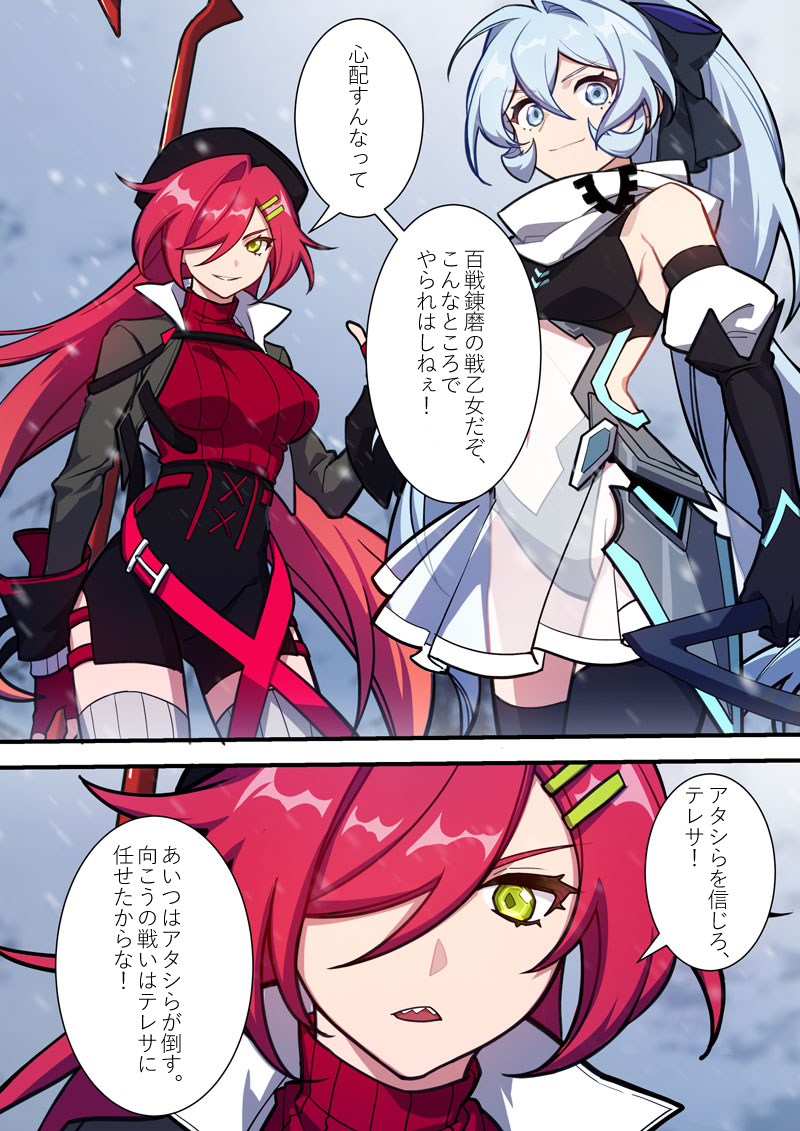 心配すんなって
百戦錬磨の戦乙女だぞ、
こんなところで
やられはしねぇ！
アタシらを信じろ、
テレサ！
あいつはアタシらが倒す。
向こうの戦いはテレサに
任せたからな！